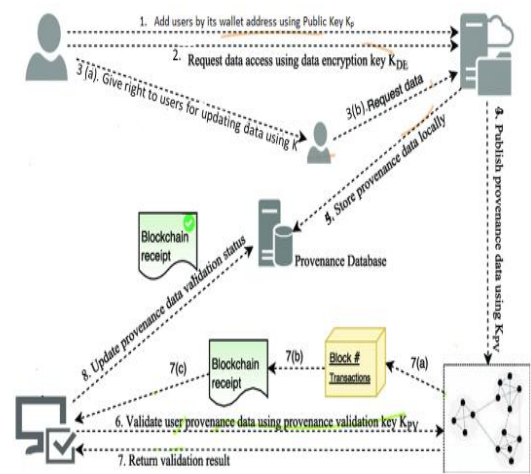 1. Add users by its wallet address using Public Key Kp
2. Request data access using data encryption key KDE
3 (a). Give right to users for updating data using K
3(b) Request data
4. Publish provenance data using KPV
5. Store provenance data locally
Provenance Database
Blockchain
receipt
8. Update provenance data validation status
Blockchain
receipt
7(c)
7(b)
Block #
Transactions
7(a)
6. Validate user provenance data using provenance validation key KPV
7. Return validation result